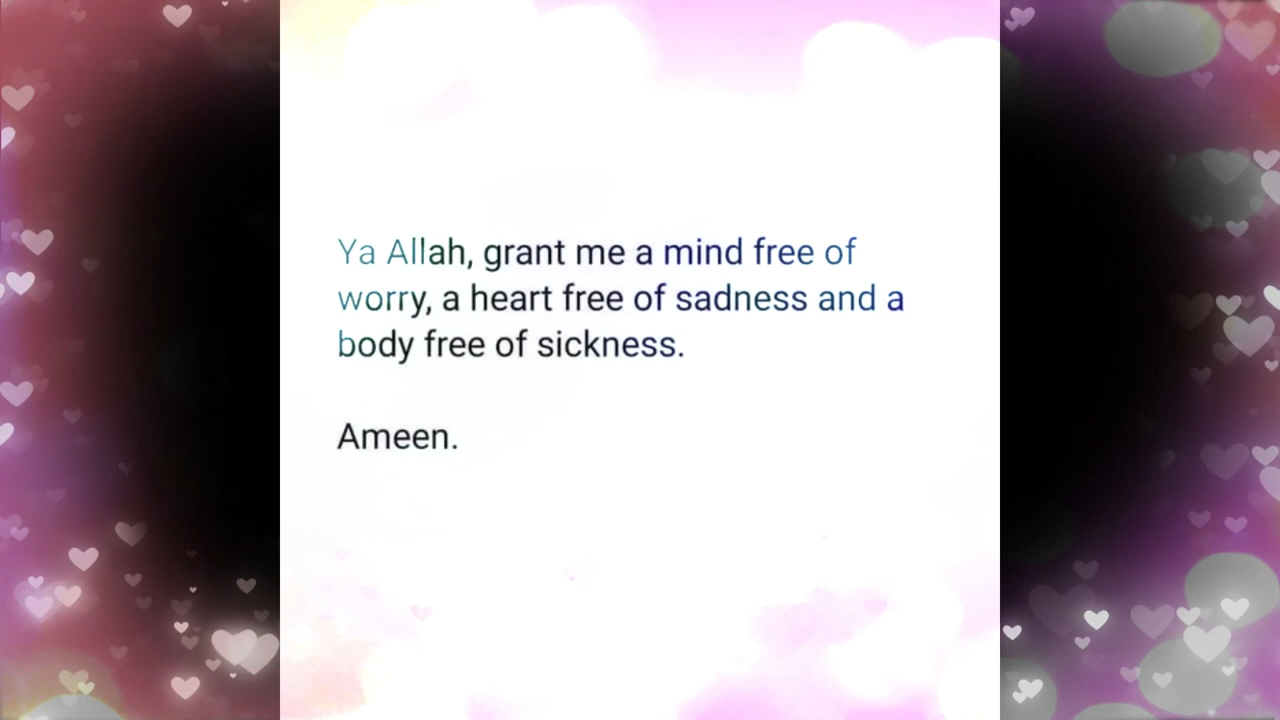 Ya Allah, grant me a mind free of
worry, a heart free of sadness and a
body free of sickness.
Ameen.